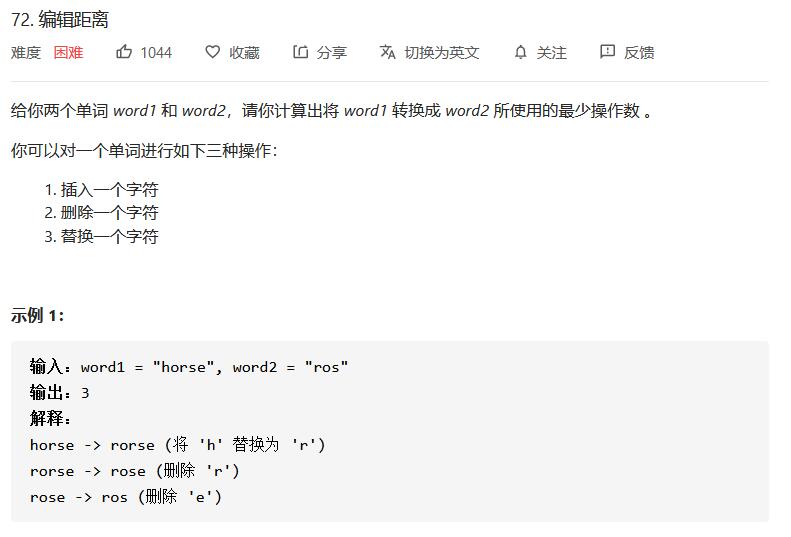 72. 编辑距离
难度 困难 1044 收藏 分享 切换为英文 关注 反馈
给你两个单词 word1 和 word2，请你计算出将 word1 转换成 word2 所使用的最少操作数 。
你可以对一个单词进行如下三种操作：
1. 插入一个字符
2. 删除一个字符
3. 替换一个字符
示例 1：
输入：word1 = "horse", word2 = "ros"
输出：3
解释：
horse -> rorse (将 'h' 替换为 'r')
rorse -> rose (删除 'r')
rose -> ros (删除 'e')